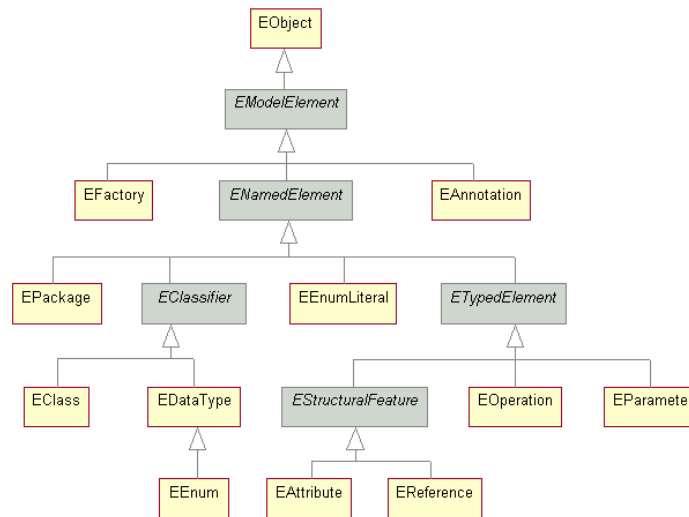 EObject
EModelElement
EFactory
ENamedElement
EAnnotation
EPackage
EClassifier
EEnumLiteral
ETypedElement
EClass
EDataType
EStructuralFeature
EOperation
EParamete
EEnum
EAttribute
EReference